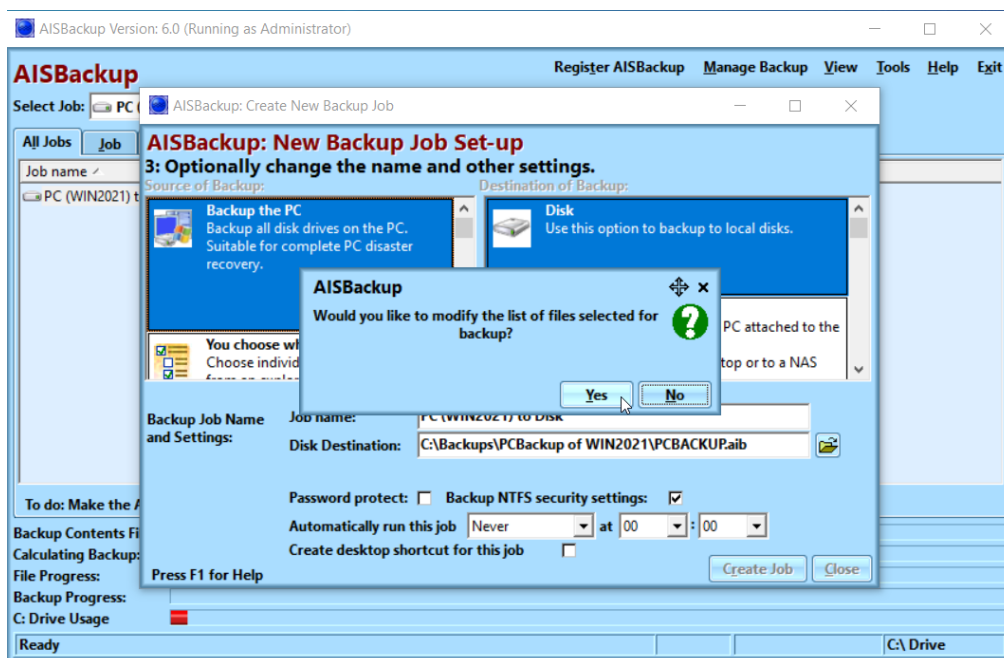 AISBackup Version: 6.0 (Running as Administrator)
AISBackup
Register AISBackup Manage Backup View Tools Help Exit
Select Job: PC (
All Jobs Job
Job name
PC (WIN2021) t
AISBackup: Create New Backup Job
AISBackup: New Backup Job Set-up
3: Optionally change the name and other settings.
Source of Backup: Destination of Backup:
Backup the PC
Backup all disk drives on the PC.
Suitable for complete PC disaster
recovery.
Disk
Use this option to backup to local disks.
You choose wh
Choose individ
PC attached to the
top or to a NAS
AISBackup
Would you like to modify the list of files selected for
backup?
Yes No
Backup Job Name
and Settings:
Job name: PC (WIN2021) to Disk
Disk Destination: C:\Backups\PCBackup of WIN2021\PCBACKUP.aib
Password protect: Backup NTFS security settings:
Automatically run this job Never at 00 : 00
Create desktop shortcut for this job
Press F1 for Help
Create Job Close
To do: Make the A
Backup Contents Fi
Calculating Backup:
File Progress:
Backup Progress:
C: Drive Usage
Ready C:\ Drive